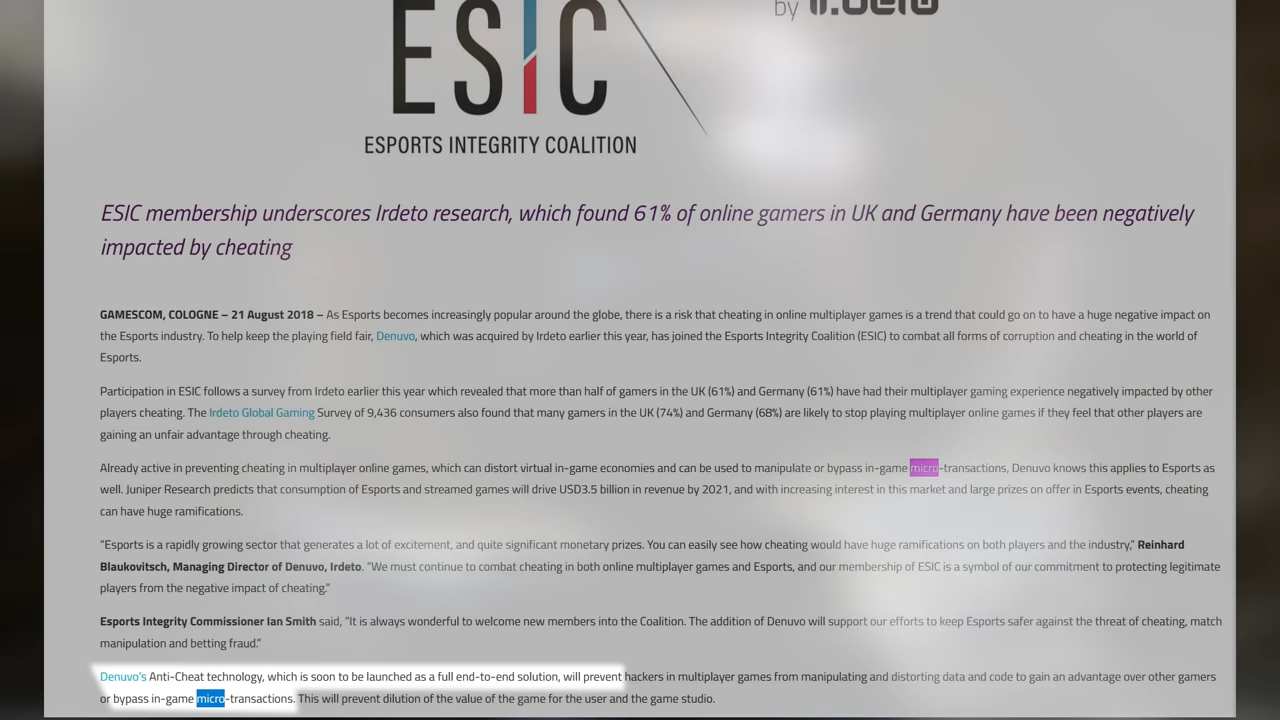 ESIC
by
ESPORTS INTEGRITY COALITION
ESIC membership underscores Irdeto research, which found 61% of online gamers in UK and Germany have been negatively
impacted by cheating
GAMESCOM, COLOGNE – 21 August 2018 – As Esports becomes increasingly popular around the globe, there is a risk that cheating in online multiplayer games is a trend that could go on to have a huge negative impact on
the Esports industry. To help keep the playing field fair, Denuvo, which was acquired by Irdeto earlier this year, has joined the Esports Integrity Coalition (ESIC) to combat all forms of corruption and cheating in the world of
Esports.
Participation in ESIC follows a survey from Irdeto earlier this year which revealed that more than half of gamers in the UK (61%) and Germany (61%) have had their multiplayer gaming experience negatively impacted by other
players cheating. The Irdeto Global Gaming Survey of 9,436 consumers also found that many gamers in the UK (74%) and Germany (68%) are likely to stop playing multiplayer online games if they feel that other players are
gaining an unfair advantage through cheating.
Already active in preventing cheating in multiplayer online games, which can distort virtual in-game economies and can be used to manipulate or bypass in-game micro-transactions, Denuvo knows this applies to Esports as
well. Juniper Research predicts that consumption of Esports and streamed games will drive USD3.5 billion in revenue by 2021, and with increasing interest in this market and large prizes on offer in Esports events, cheating
can have huge ramifications.
“Esports is a rapidly growing sector that generates a lot of excitement, and quite significant monetary prizes. You can easily see how cheating would have huge ramifications on both players and the industry,” Reinhard
Blaukovitsch, Managing Director of Denuvo, Irdeto. “We must continue to combat cheating in both online multiplayer games and Esports, and our membership of ESIC is a symbol of our commitment to protecting legitimate
players from the negative impact of cheating.”
Esports Integrity Commissioner Ian Smith said, “It is always wonderful to welcome new members into the Coalition. The addition of Denuvo will support our efforts to keep Esports safer against the threat of cheating, match
manipulation and betting fraud.”
Denuvo’s Anti-Cheat technology, which is soon to be launched as a full end-to-end solution, will prevent hackers in multiplayer games from manipulating and distorting data and code to gain an advantage over other gamers
or bypass in-game micro-transactions. This will prevent dilution of the value of the game for the user and the game studio.